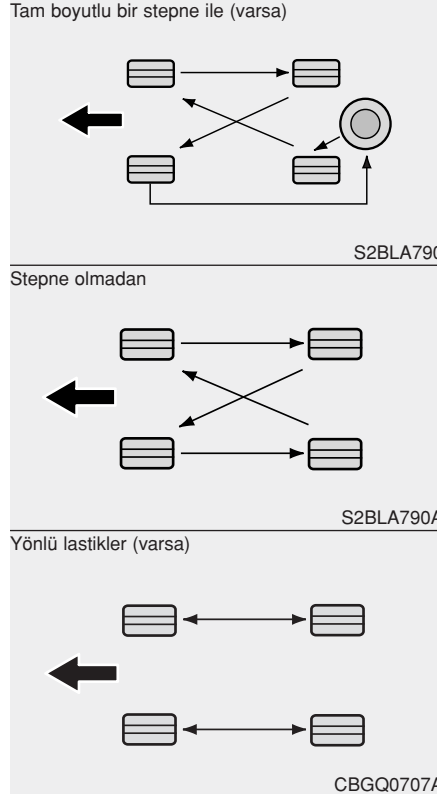 Tam boyutlu bir stepne ile (varsa)
S2BLA790
Stepne olmadan
S2BLA790A
Yönlü lastikler (varsa)
CBGQ0707A